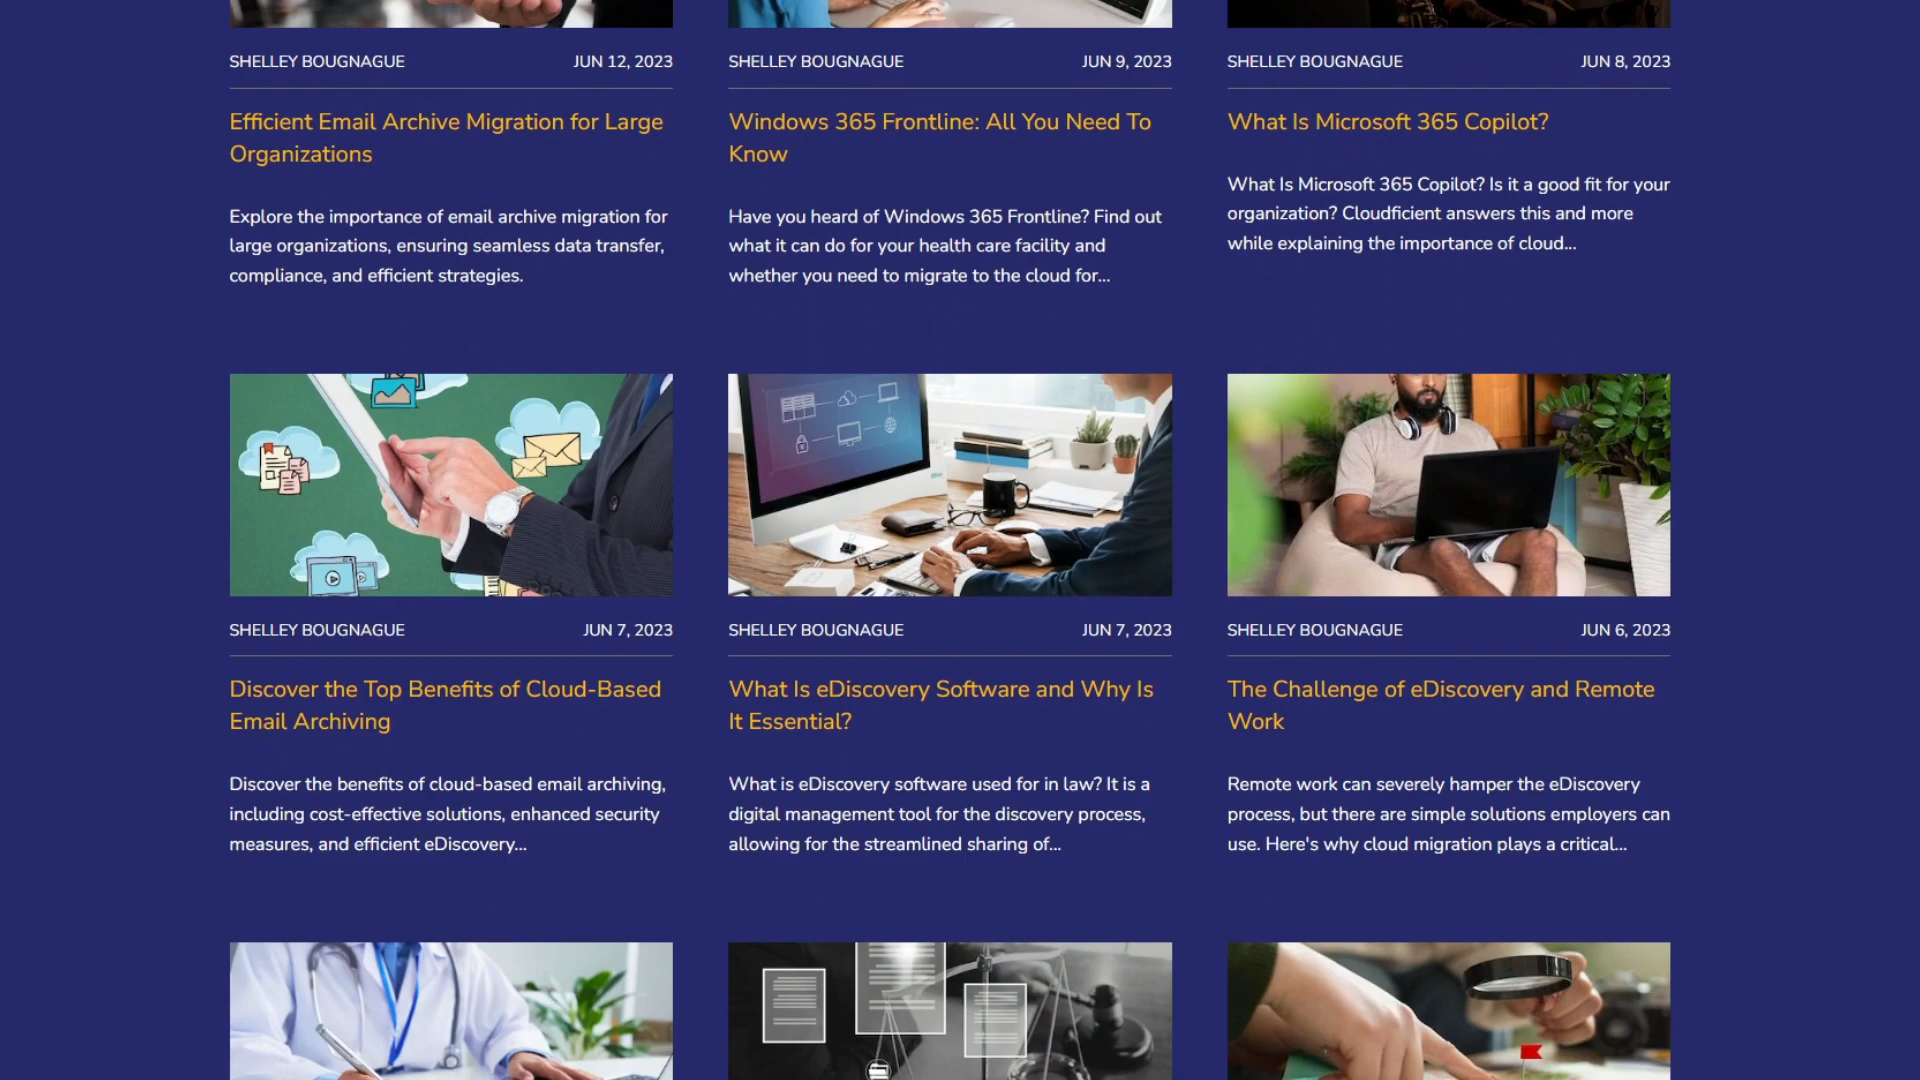 SHELLEY BOUGNAGUE JUN 12, 2023
Efficient Email Archive Migration for Large
Organizations
Explore the importance of email archive migration for
large organizations, ensuring seamless data transfer,
compliance, and efficient strategies.
SHELLEY BOUGNAGUE JUN 9, 2023
Windows 365 Frontline: All You Need To
Know
Have you heard of Windows 365 Frontline? Find out
what it can do for your health care facility and
whether you need to migrate to the cloud for...
SHELLEY BOUGNAGUE JUN 8, 2023
What Is Microsoft 365 Copilot?
What Is Microsoft 365 Copilot? Is it a good fit for your
organization? Cloudficient answers this and more
while explaining the importance of cloud...
SHELLEY BOUGNAGUE JUN 7, 2023
Discover the Top Benefits of Cloud-Based
Email Archiving
Discover the benefits of cloud-based email archiving,
including cost-effective solutions, enhanced security
measures, and efficient eDiscovery...
SHELLEY BOUGNAGUE JUN 7, 2023
What Is eDiscovery Software and Why Is
It Essential?
What is eDiscovery software used for in law? It is a
digital management tool for the discovery process,
allowing for the streamlined sharing of...
SHELLEY BOUGNAGUE JUN 6, 2023
The Challenge of eDiscovery and Remote
Work
Remote work can severely hamper the eDiscovery
process, but there are simple solutions employers can
use. Here's why cloud migration plays a critical...